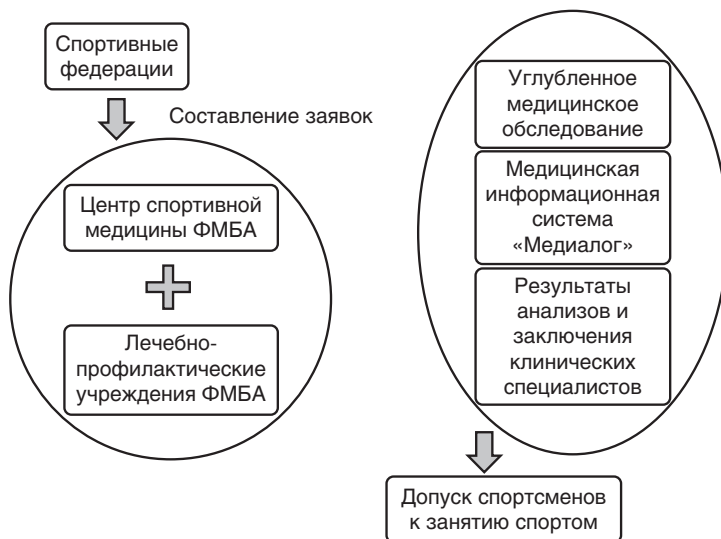 Спортивные
федерации
Составление заявок
Центр спортивной
медицины ФМБА
Лечебно-
профилактические
учреждения ФМБА
Углубленное
медицинское
обследование
Медицинская
информационная
система
«Медиалог»
Результаты
анализов и
заключения
клинических
специалистов
Допуск спортсменов
к занятию спортом